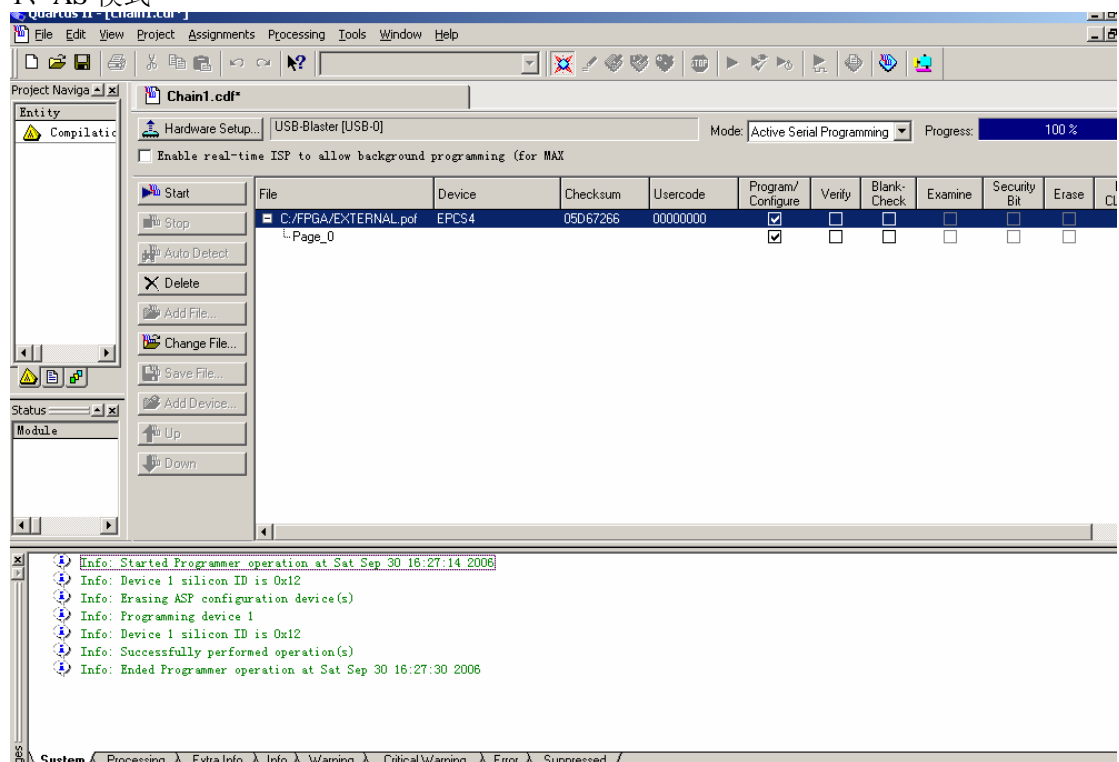 1、AS 模式
Quartus II - [Chain1.cdf*]
File Edit View Project Assignments Processing Tools Window Help
Project Naviga
Chain1.cdf*
Entity
Compilatio
Hardware Setup... USB-Blaster [USB-0] Mode: Active Serial Programming Progress: 100 %
Enable real-time ISP to allow background programming (for MAX
Start
Stop
Auto Detect
Delete
Add File...
Change File...
Save File...
Add Device...
Up
Down
File Device Checksum Usercode Program/ Configure Verify Blank- Check Examine Security Bit Erase
C:/FPGA/EXTERNAL.pof EPCS4 05D67266 00000000
Page_0
Status
Module
Info: Started Programmer operation at Sat Sep 30 16:27:14 2006
Info: Device 1 silicon ID is 0x12
Info: Erasing ASP configuration device(s)
Info: Programming device 1
Info: Device 1 silicon ID is 0x12
Info: Successfully performed operation(s)
Info: Ended Programmer operation at Sat Sep 30 16:27:30 2006
System Processing Extra Info Info Warning Critical Warning Error Suppressed